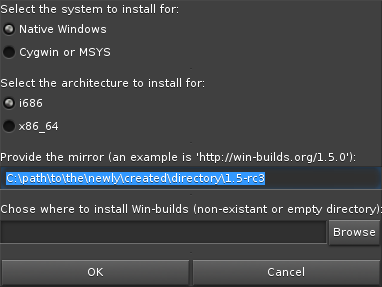 Select the system to install for:
Native Windows
Cygwin or MSYS
Select the architecture to install for:
i686
x86_64
Provide the mirror (an example is 'http://win-builds.org/1.5.0'):
C:\path\to\the\newly\created\directory\1.5-rc3
Chose where to install Win-builds (non-existant or empty directory):
Browse
OK Cancel